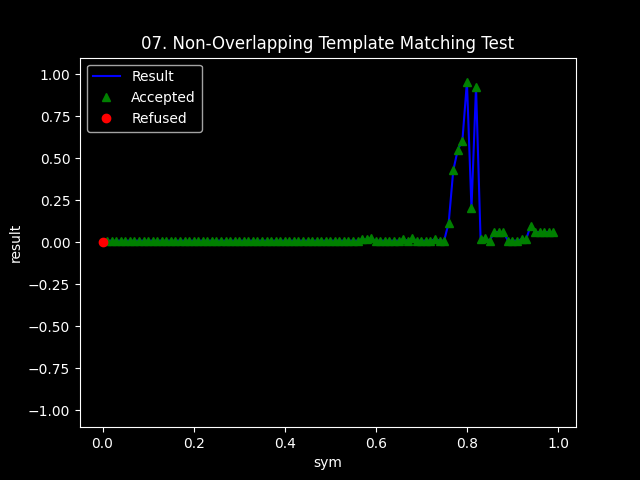 07. Non-Overlapping Template Matching Test
Result
Accepted
Refused
1.00
0.75
0.50
0.25
0.00
−0.25
−0.50
−0.75
−1.00
result
0.0 0.2 0.4 0.6 0.8 1.0
sym